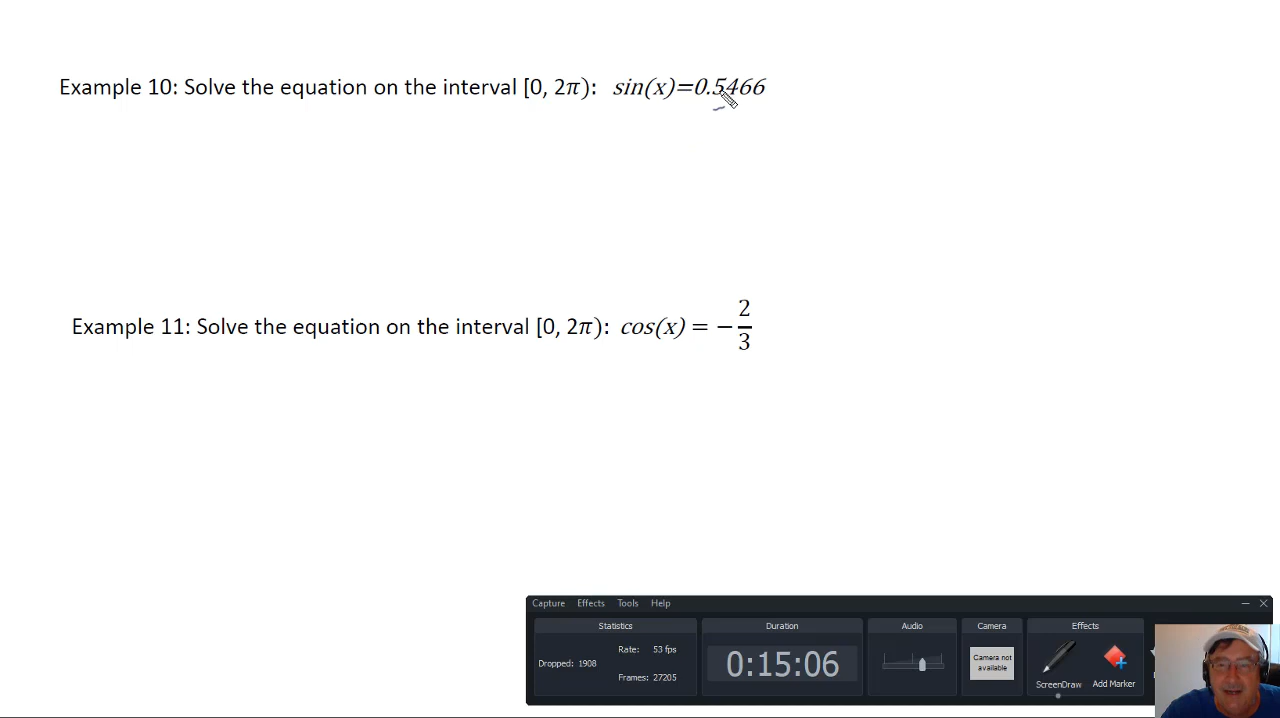 Example 10: Solve the equation on the interval [0, 2π): sin(x)=0.5466
Example 11: Solve the equation on the interval [0, 2π): cos(x) = −2/3
Capture Effects Tools Help
Statistics Duration Audio Camera Effects
Dropped: 1908
Rate: 53 fps
Frames: 27205
0:15:06
Camera not
available
ScreenDraw
Add Marker